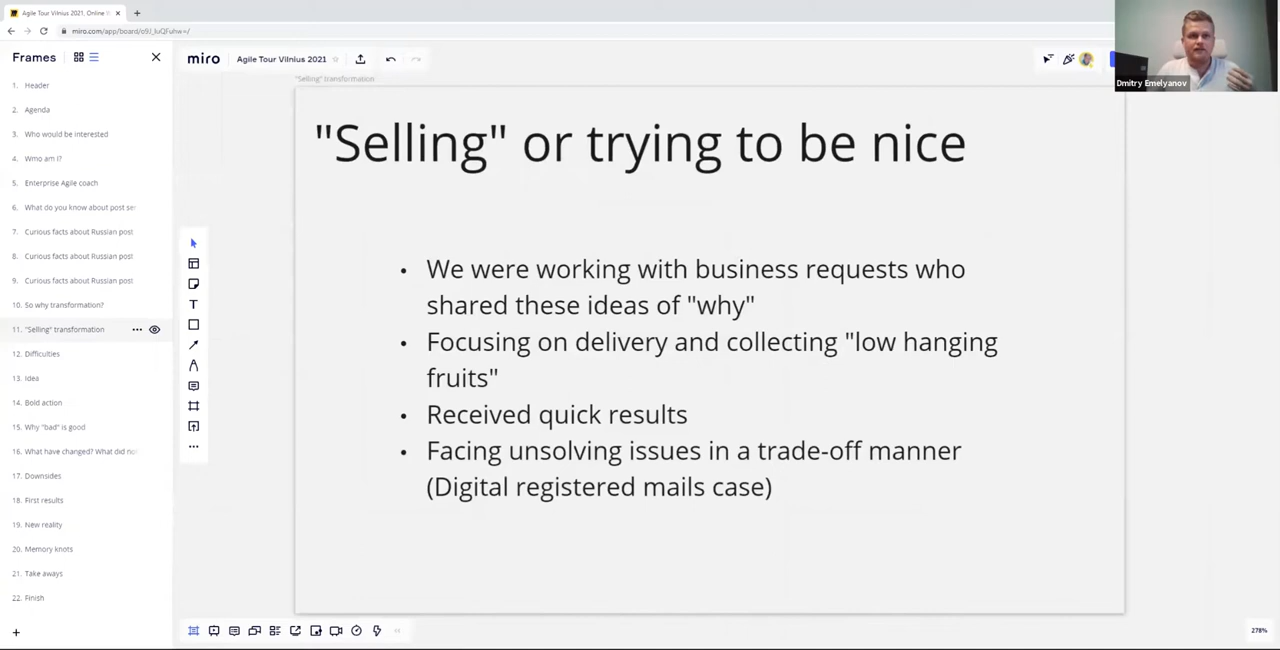 Agile Tour Vilnius 2021. Online
miro.com/app/board/o9J_luQFuhw=/
Frames
miro
Agile Tour Vilnius 2021
Dmitry Emelyanov
1. Header
2. Agenda
3. Who would be interested
4. Wmo am I?
5. Enterprise Agile coach
6. What do you know about post
7. Curious facts about Russian post
8. Curious facts about Russian post
9. Curious facts about Russian post
10. So why transformation?
11. "Selling" transformation
12. Difficulties
13. Idea
14. Bold action
15. Why "bad" is good
16. What have changed? What did
17. Downsides
18. First results
19. New reality
20. Memory knots
21. Take aways
22. Finish
"Selling" transformation
"Selling" or trying to be nice
• We were working with business requests who
shared these ideas of "why"
• Focusing on delivery and collecting "low hanging
fruits"
• Received quick results
• Facing unsolving issues in a trade-off manner
(Digital registered mails case)
278%